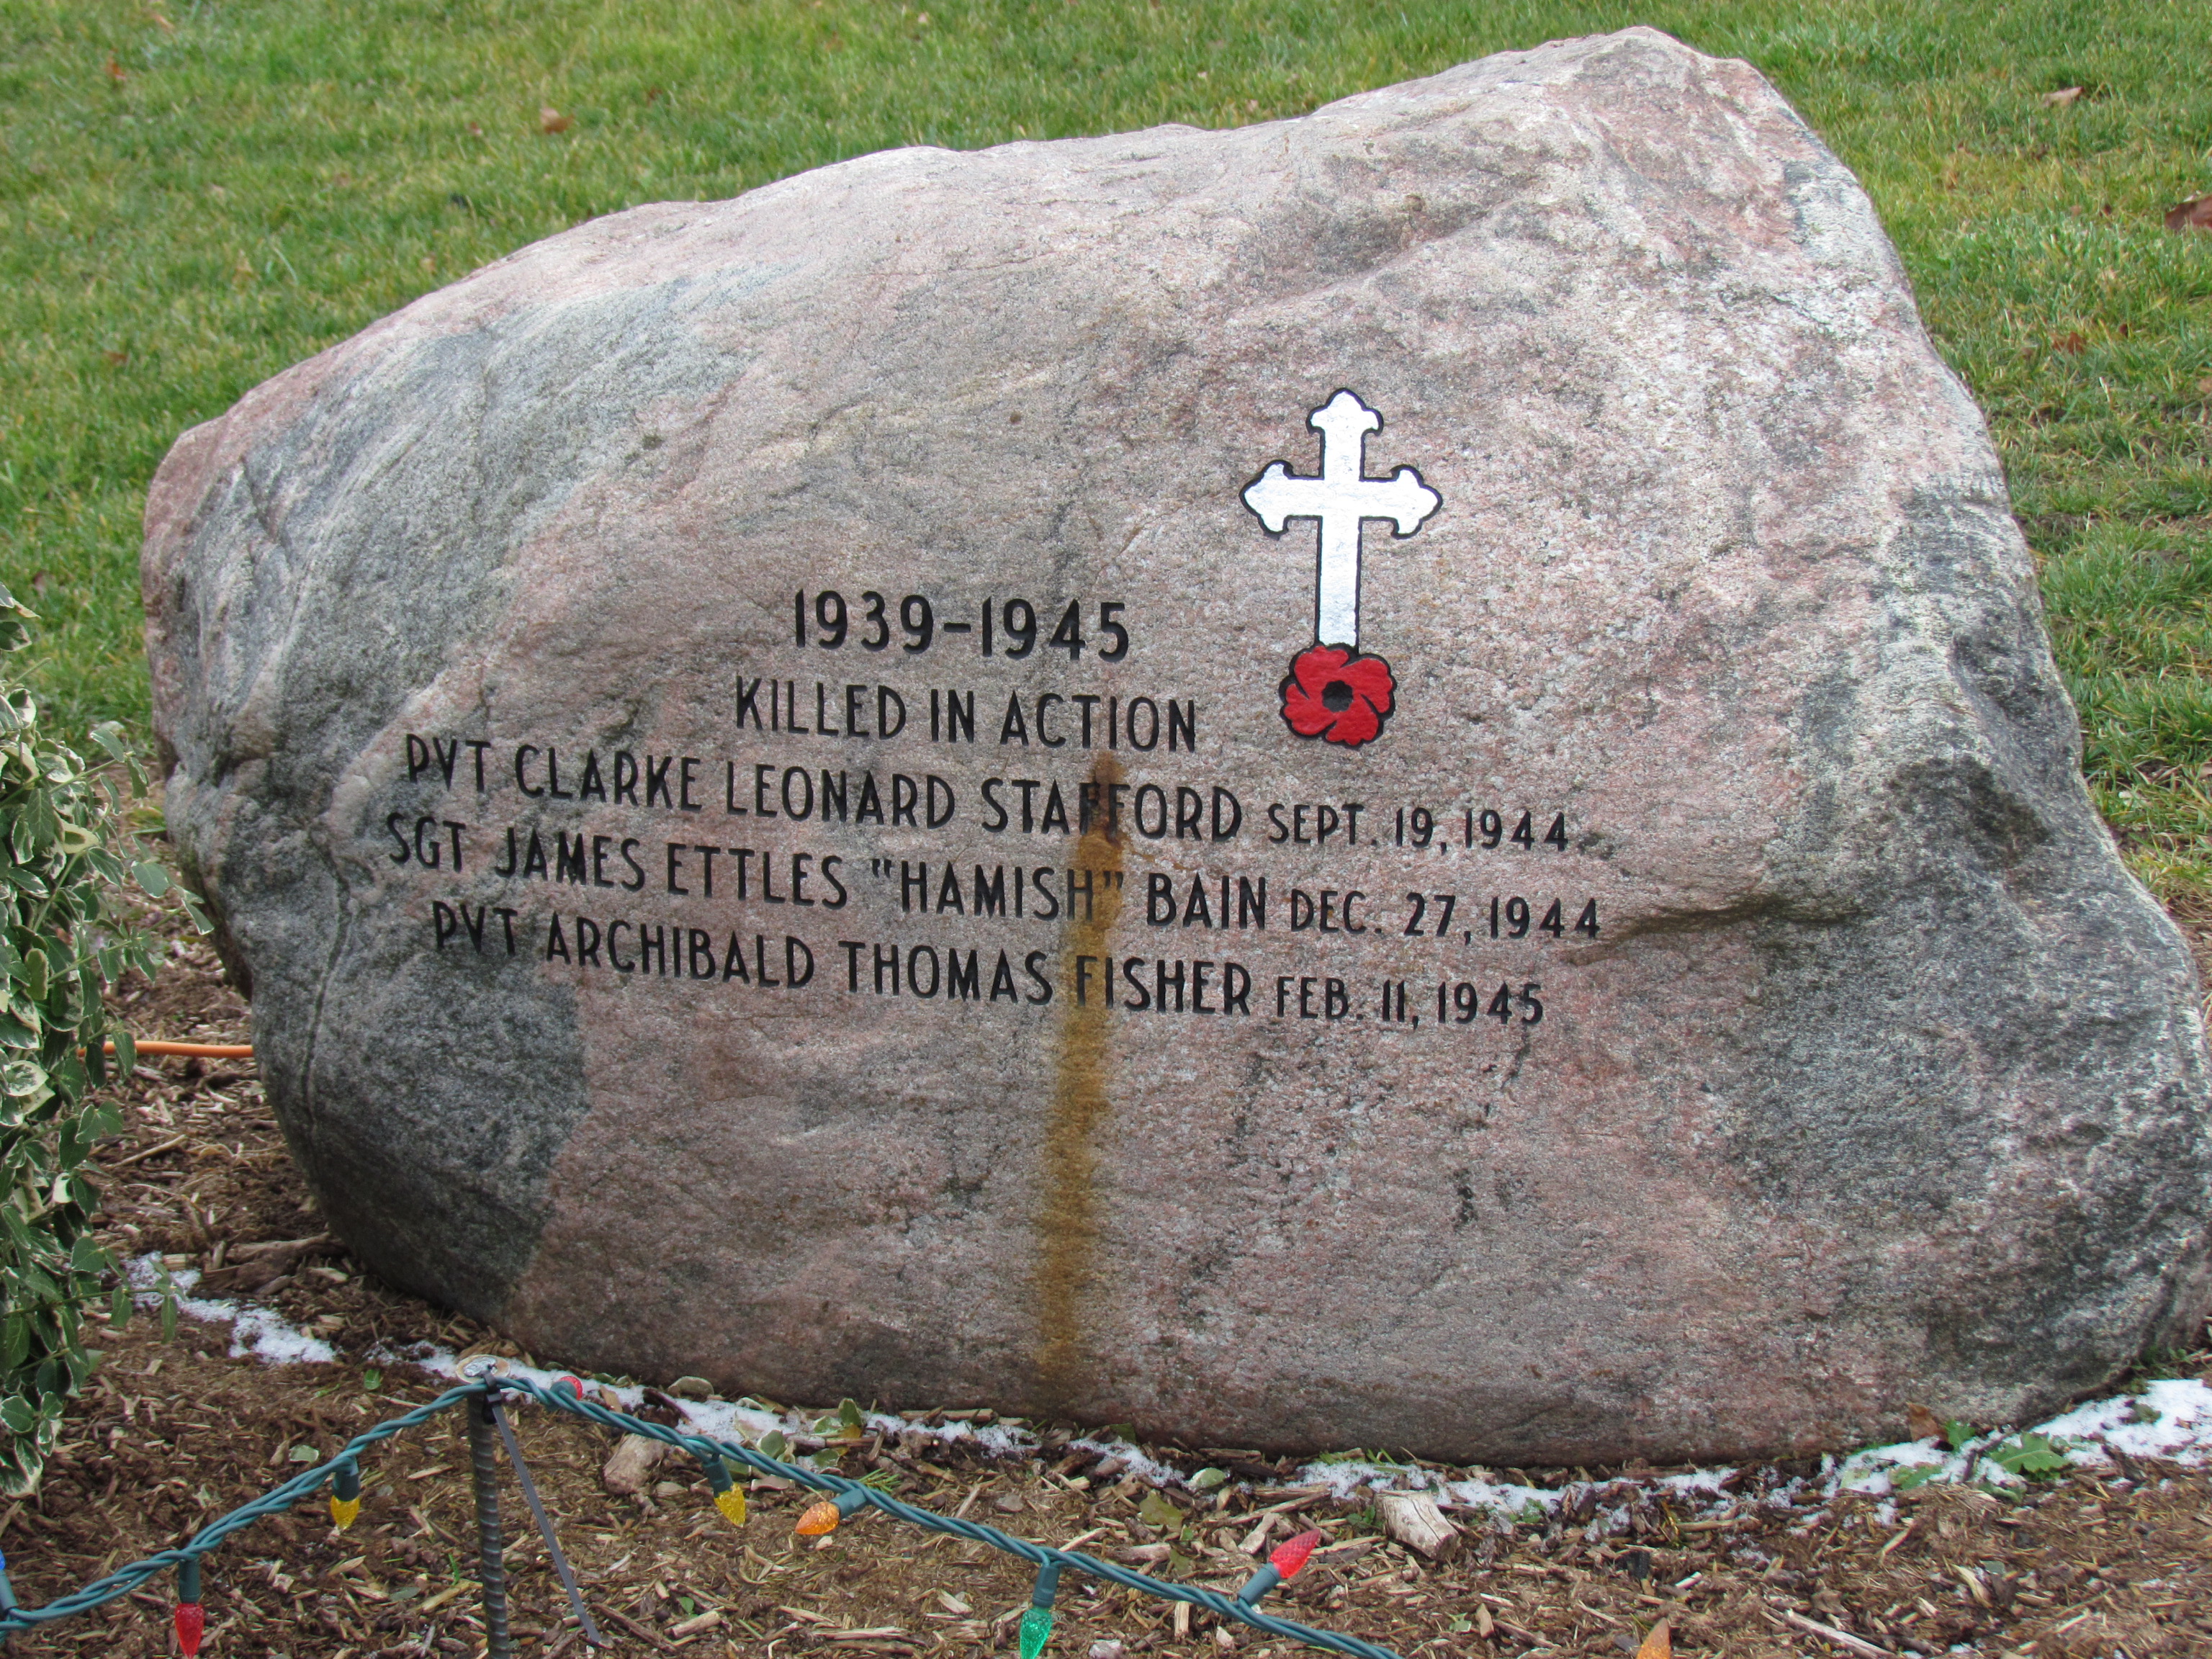 1939-1945
KILLED IN ACTION
PVT CLARKE LEONARD STAFFORD SEPT. 19, 1944
SGT JAMES ETTLES "HAMISH" BAIN DEC. 27, 1944
PVT ARCHIBALD THOMAS FISHER FEB. 11, 1945